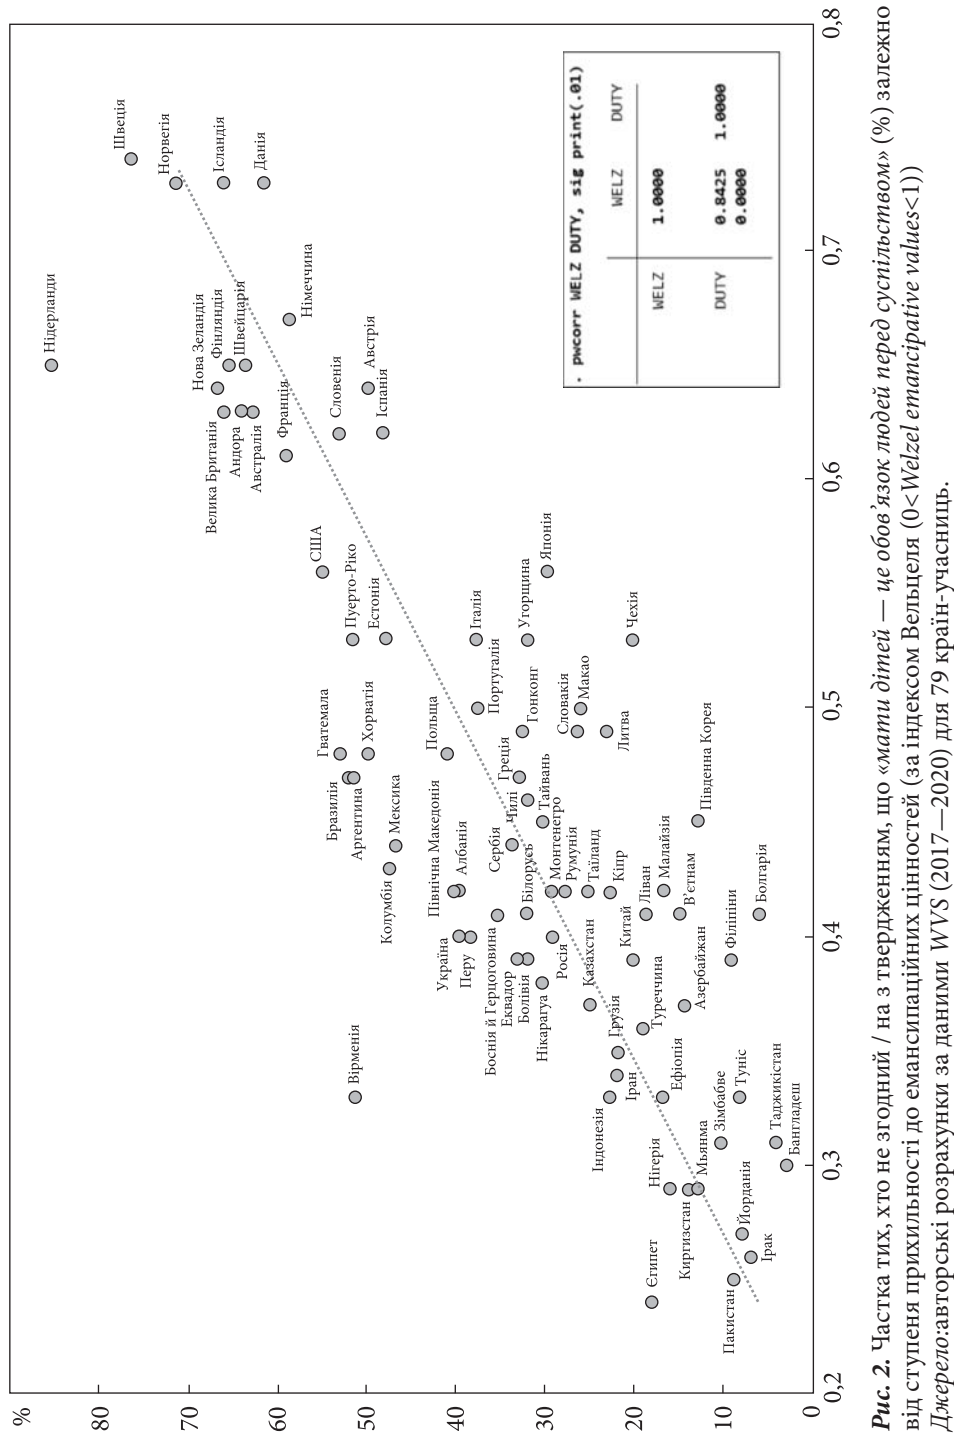 %
80
70
60
50
40
30
20
10
0
0,2
0,3
0,4
0,5
0,6
0,7
0,8
Нідерланди
Швеція
Норвегія
Ісландія
Данія
Нова Зеландія
Фінляндія
Швейцарія
Німеччина
Велика Британія
Андора
Австралія
Франція
Словенія
Австрія
Іспанія
США
Пуерто-Ріко
Естонія
Італія
Угорщина
Японія
Чехія
Гватемала
Хорватія
Бразилія
Аргентина
Мексика
Колумбія
Польща
Португалія
Гонконг
Греція
Словакія
Макао
Литва
Чилі
Тайвань
Південна Корея
Північна Македонія
Албанія
Сербія
Білорусь
Монтенегро
Румунія
Таїланд
Кіпр
Ліван
Малайзія
В’єтнам
Болгарія
Україна
Перу
Боснія й Герцоговина
Еквадор
Болівія
Нікарагуа
Росія
Казахстан
Китай
Філіпіни
Туреччина
Азербайжан
Вірменія
Грузія
Іран
Індонезія
Ефіопія
Зімбабве
Туніс
Таджикістан
Бангладеш
Нігерія
Киргизстан
Мьянма
Йорданія
Ірак
Єгипет
Пакистан
. pwcorr WELZ DUTY, sig print(.01)
WELZ DUTY
WELZ 1.0000
DUTY 0.8425 1.0000
0.0000
Рис. 2. Частка тих, хто не згодний / на з твердженням, що «мати дітей — це обов’язок людей перед суспільством» (%) залежно
від ступеня прихильності до емансипаційних цінностей (за індексом Вельцеля (0<Welzel emancipative values<1))
Джерело:авторські розрахунки за даними WVS (2017—2020) для 79 країн-учасниць.